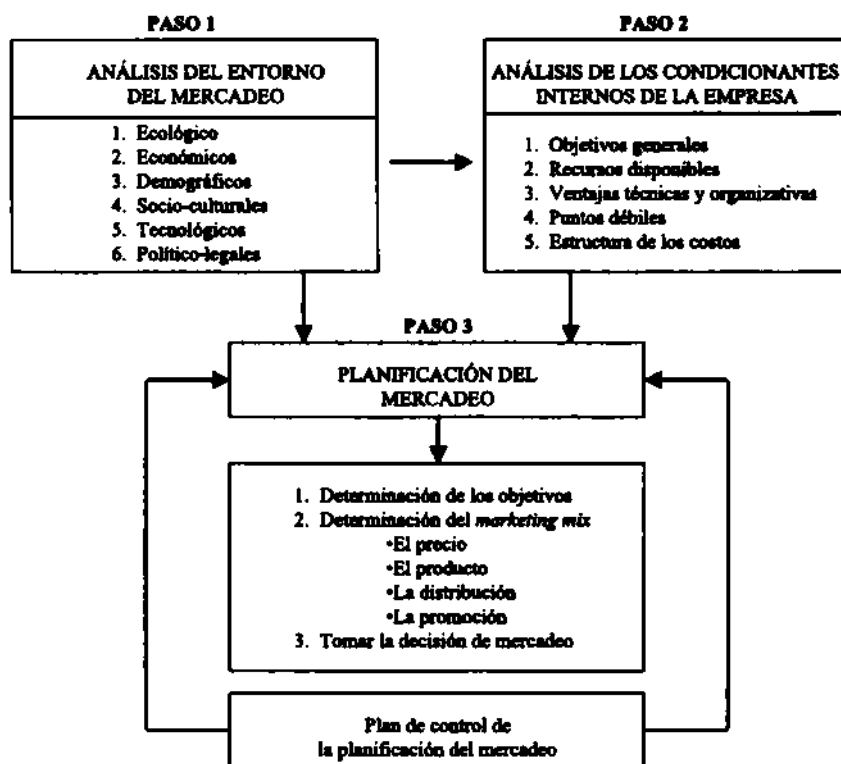 PASO 1
ANÁLISIS DEL ENTORNO
DEL MERCADEO
1. Ecológico
2. Económicos
3. Demográficos
4. Socio-culturales
5. Tecnológicos
6. Político-legales
PASO 2
ANÁLISIS DE LOS CONDICIONANTES
INTERNOS DE LA EMPRESA
1. Objetivos generales
2. Recursos disponibles
3. Ventajas técnicas y organizativas
4. Puntos débiles
5. Estructura de los costos
PASO 3
PLANIFICACIÓN DEL
MERCADEO
1. Determinación de los objetivos
2. Determinación del marketing mix
•El precio
•El producto
•La distribución
•La promoción
3. Tomar la decisión de mercadeo
Plan de control de
la planificación del mercadeo